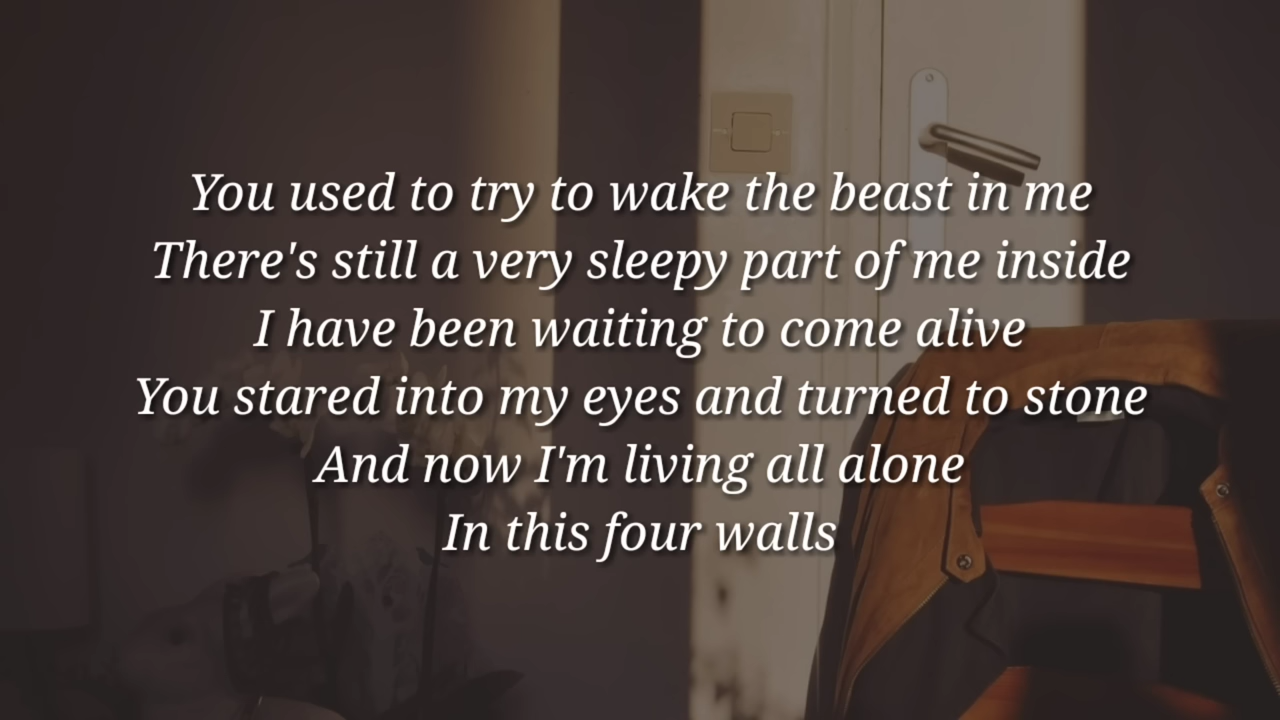 You used to try to wake the beast in me
There's still a very sleepy part of me inside
I have been waiting to come alive
You stared into my eyes and turned to stone
And now I'm living all alone
In this four walls